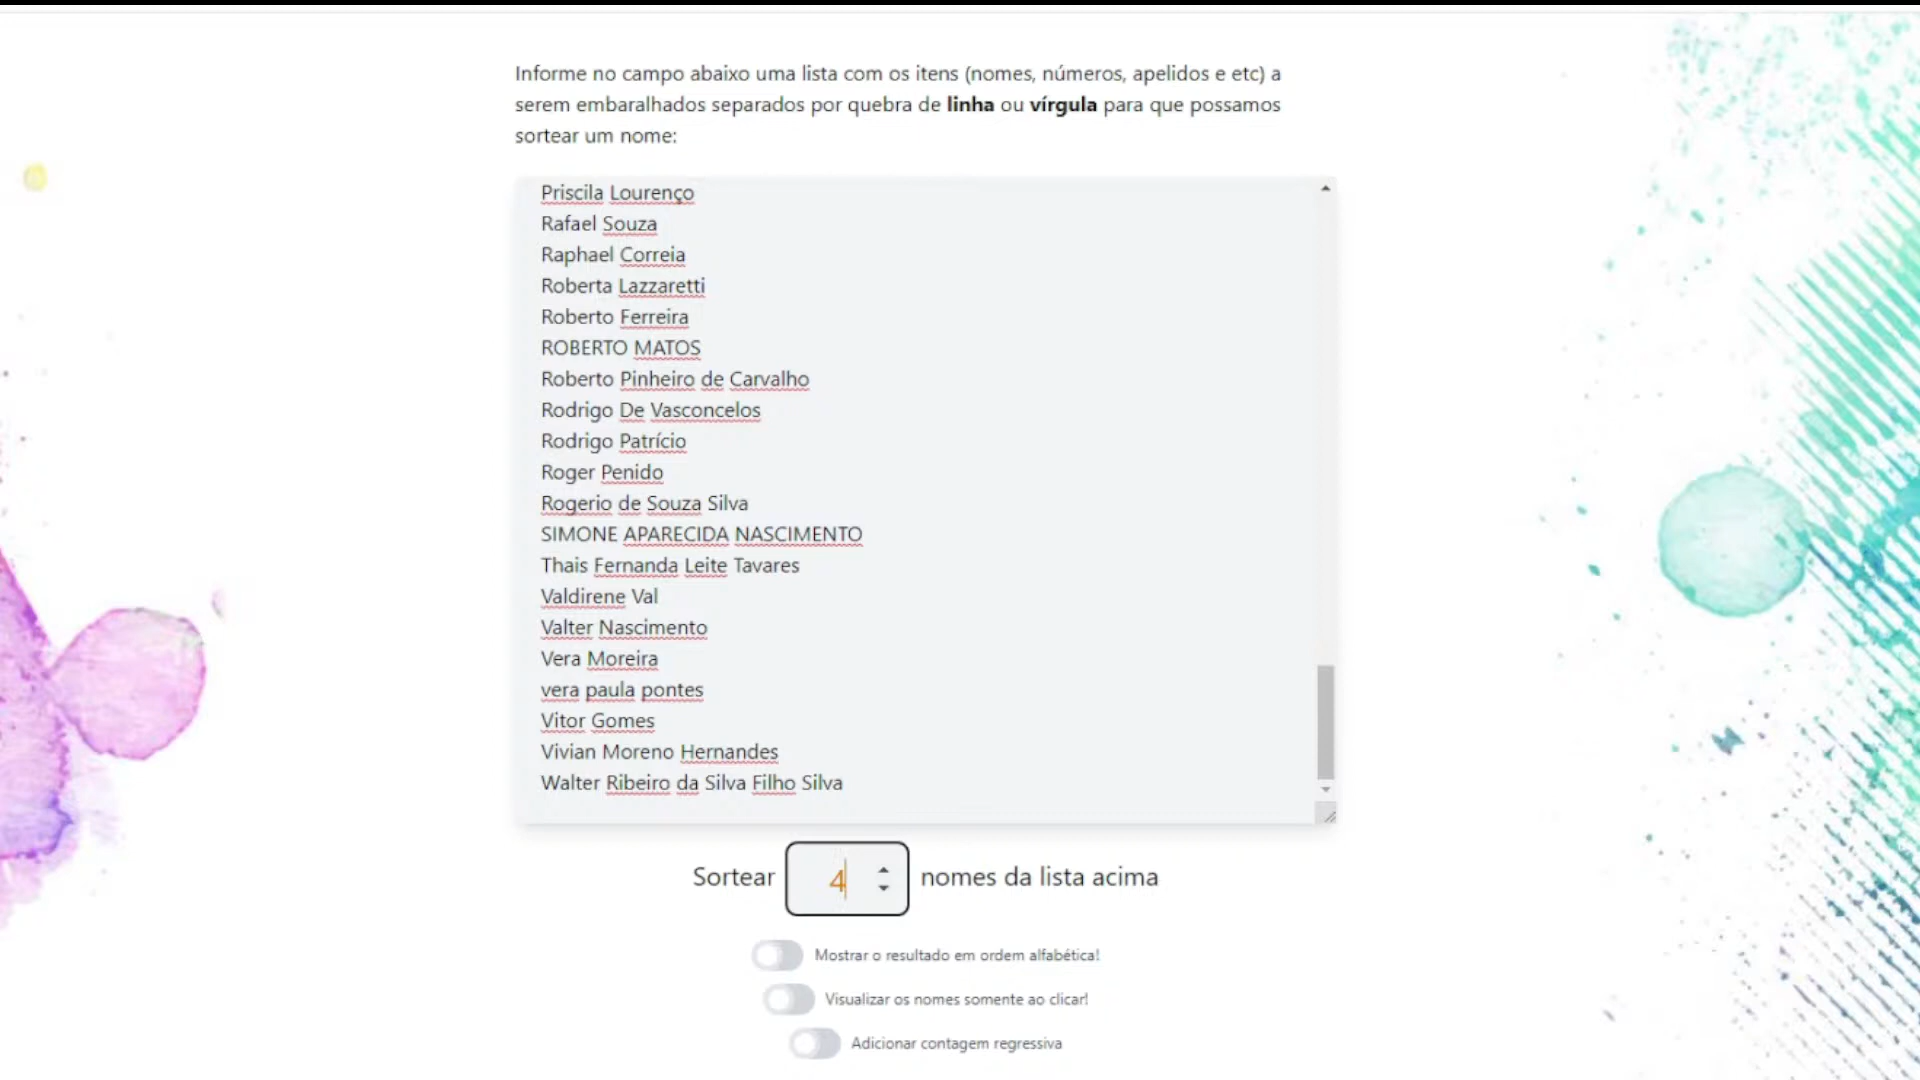 Informe no campo abaixo uma lista com os itens (nomes, números, apelidos e etc) a
serem embaralhados separados por quebra de linha ou vírgula para que possamos
sortear um nome:
Priscila Lourenço
Rafael Souza
Raphael Correia
Roberta Lazzaretti
Roberto Ferreira
ROBERTO MATOS
Roberto Pinheiro de Carvalho
Rodrigo De Vasconcelos
Rodrigo Patrício
Roger Penido
Rogerio de Souza Silva
SIMONE APARECIDA NASCIMENTO
Thais Fernanda Leite Tavares
Valdirene Val
Valter Nascimento
Vera Moreira
vera paula pontes
Vitor Gomes
Vivian Moreno Hernandes
Walter Ribeiro da Silva Filho Silva
Sortear 4 nomes da lista acima
Mostrar o resultado em ordem alfabética!
Visualizar os nomes somente ao clicar!
Adicionar contagem regressiva